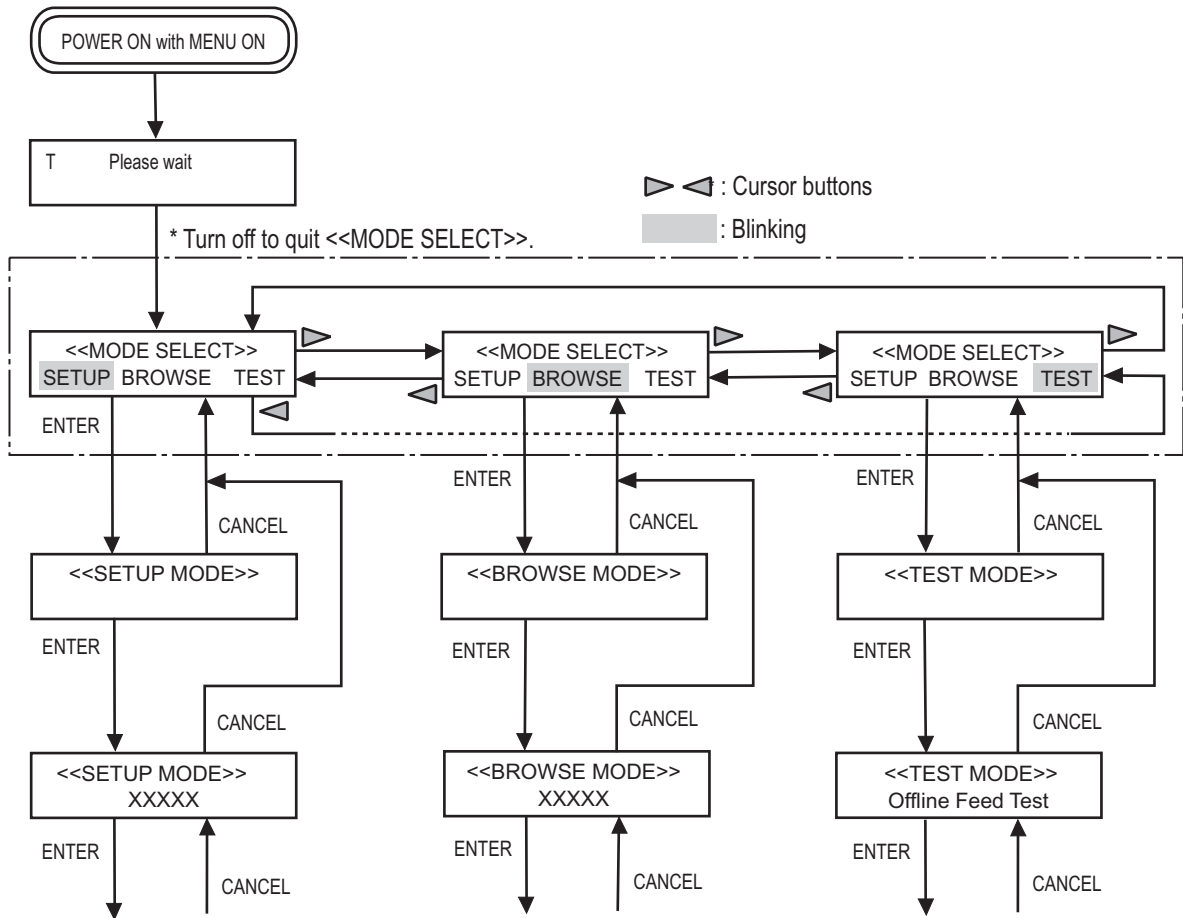 POWER ON with MENU ON
T Please wait
: Cursor buttons
: Blinking
* Turn off to quit <<MODE SELECT>>.
<<MODE SELECT>>
SETUP BROWSE TEST
<<MODE SELECT>>
SETUP BROWSE TEST
<<MODE SELECT>>
SETUP BROWSE TEST
ENTER
ENTER
ENTER
CANCEL
CANCEL
CANCEL
<<SETUP MODE>>
<<BROWSE MODE>>
<<TEST MODE>>
ENTER
ENTER
ENTER
CANCEL
CANCEL
CANCEL
<<SETUP MODE>>
XXXXX
<<BROWSE MODE>>
XXXXX
<<TEST MODE>>
Offline Feed Test
ENTER
ENTER
ENTER
CANCEL
CANCEL
CANCEL